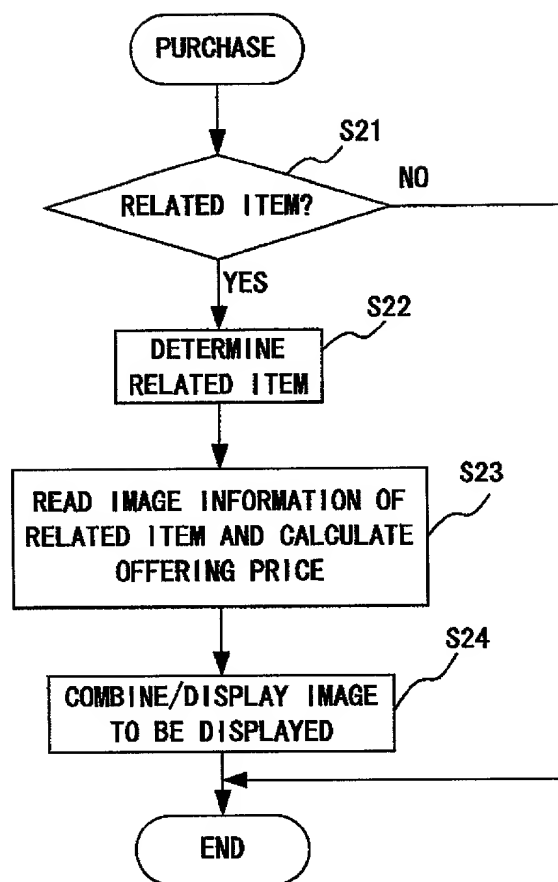 PURCHASE
S21
RELATED ITEM?
NO
YES
S22
DETERMINE
RELATED ITEM
S23
READ IMAGE INFORMATION OF
RELATED ITEM AND CALCULATE
OFFERING PRICE
S24
COMBINE/DISPLAY IMAGE
TO BE DISPLAYED
END